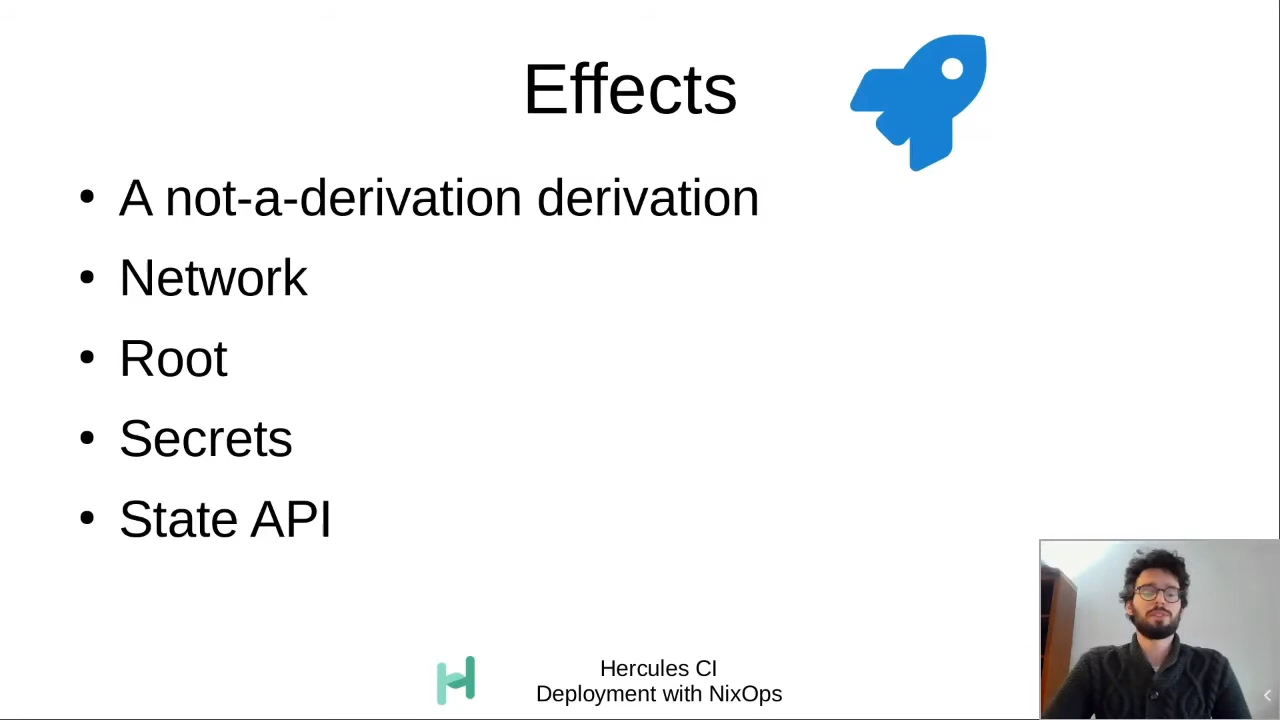 Effects
• A not-a-derivation derivation
• Network
• Root
• Secrets
• State API
Hercules CI
Deployment with NixOps